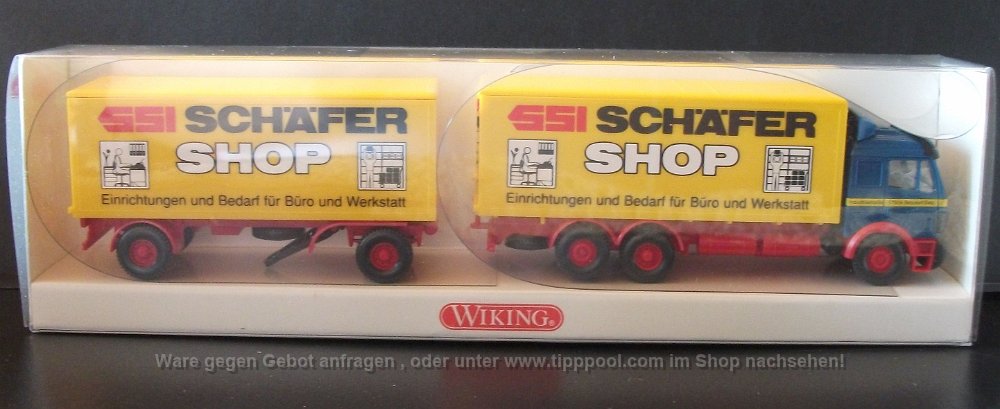 SSI SCHÄFER
SHOP
Einrichtungen und Bedarf für Büro und Werkstatt
SSI SCHÄFER
SHOP
Einrichtungen und Bedarf für Büro und Werkstatt
WIKING®
Ware gegen Gebot anfragen , oder unter www.tipppool.com im Shop nachsehen!